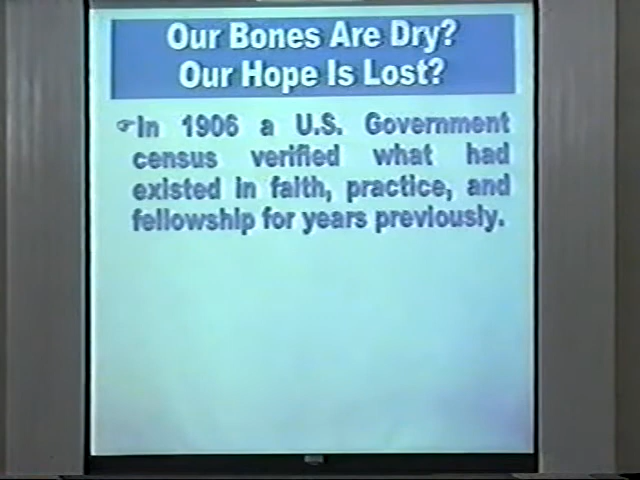 Our Bones Are Dry?
Our Hope Is Lost?
☞In 1906 a U.S. Government
census verified what had
existed in faith, practice, and
fellowship for years previously.